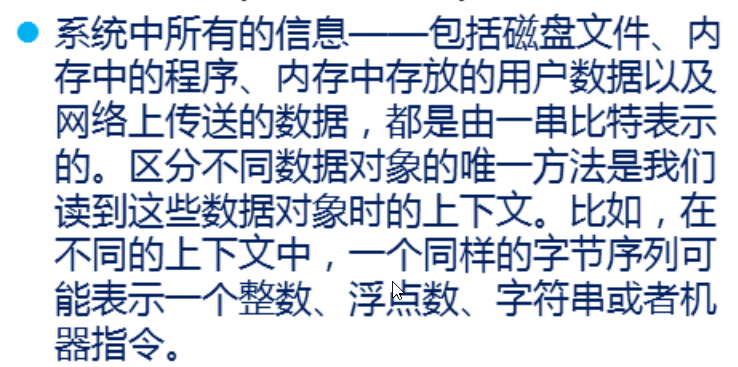 系统中所有的信息——包括磁盘文件、内
存中的程序、内存中存放的用户数据以及
网络上传送的数据，都是由一串比特表示
的。区分不同数据对象的唯一方法是我们
读到这些数据对象时的上下文。比如，在
不同的上下文中，一个同样的字节序列可
能表示一个整数、浮点数、字符串或者机
器指令。